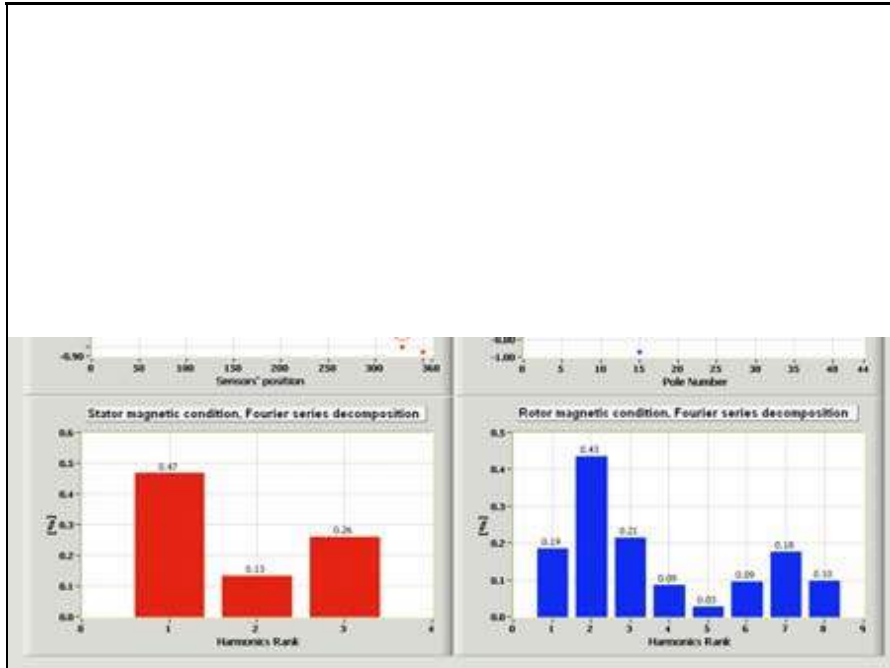 -0.90
0 50 100 150 200 250 300 360
Sensors' position
-1.00
0 5 10 15 20 25 30 35 40 44
Pole Number
Stator magnetic condition. Fourier series decomposition
0.6
0.5
0.4
0.3
0.2
0.1
0.0
[%]
0.47
0.13
0.26
0 1 2 3 4
Harmonics Rank
Rotor magnetic condition. Fourier series decomposition
0.5
0.4
0.3
0.2
0.1
0.0
[%]
0.19
0.43
0.21
0.09
0.03
0.09
0.18
0.10
0 1 2 3 4 5 6 7 8 9
Harmonics Rank